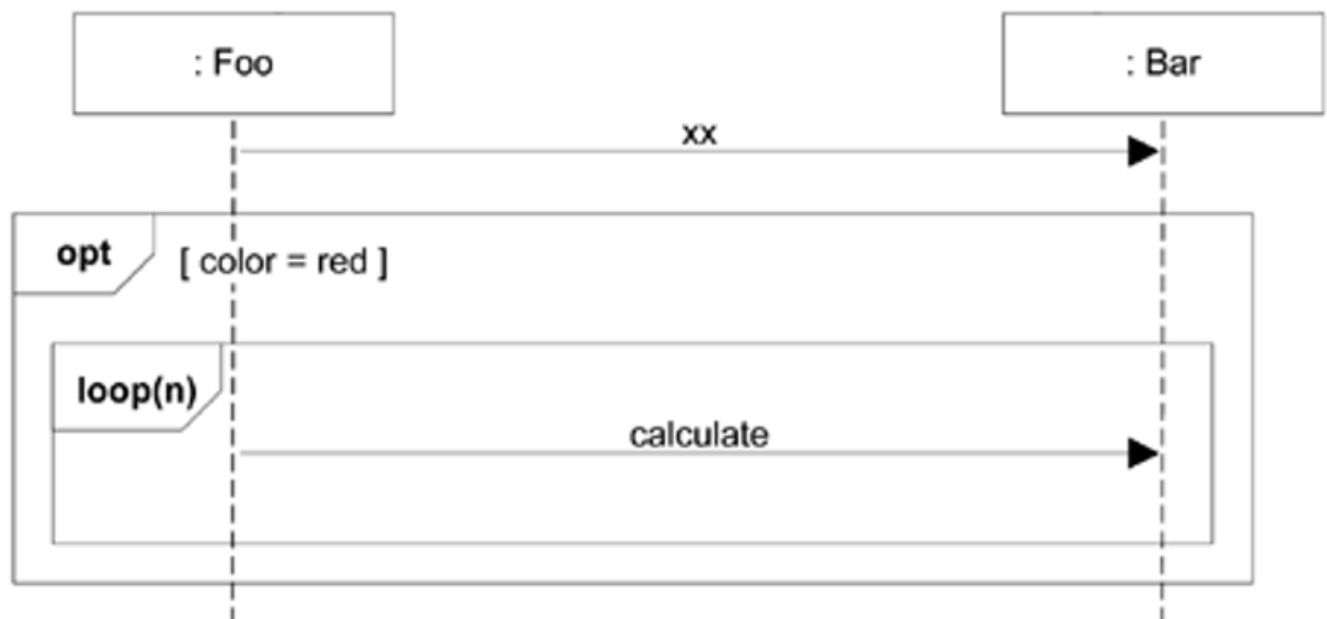 : Foo
: Bar
xx
opt
[ color = red ]
loop(n)
calculate